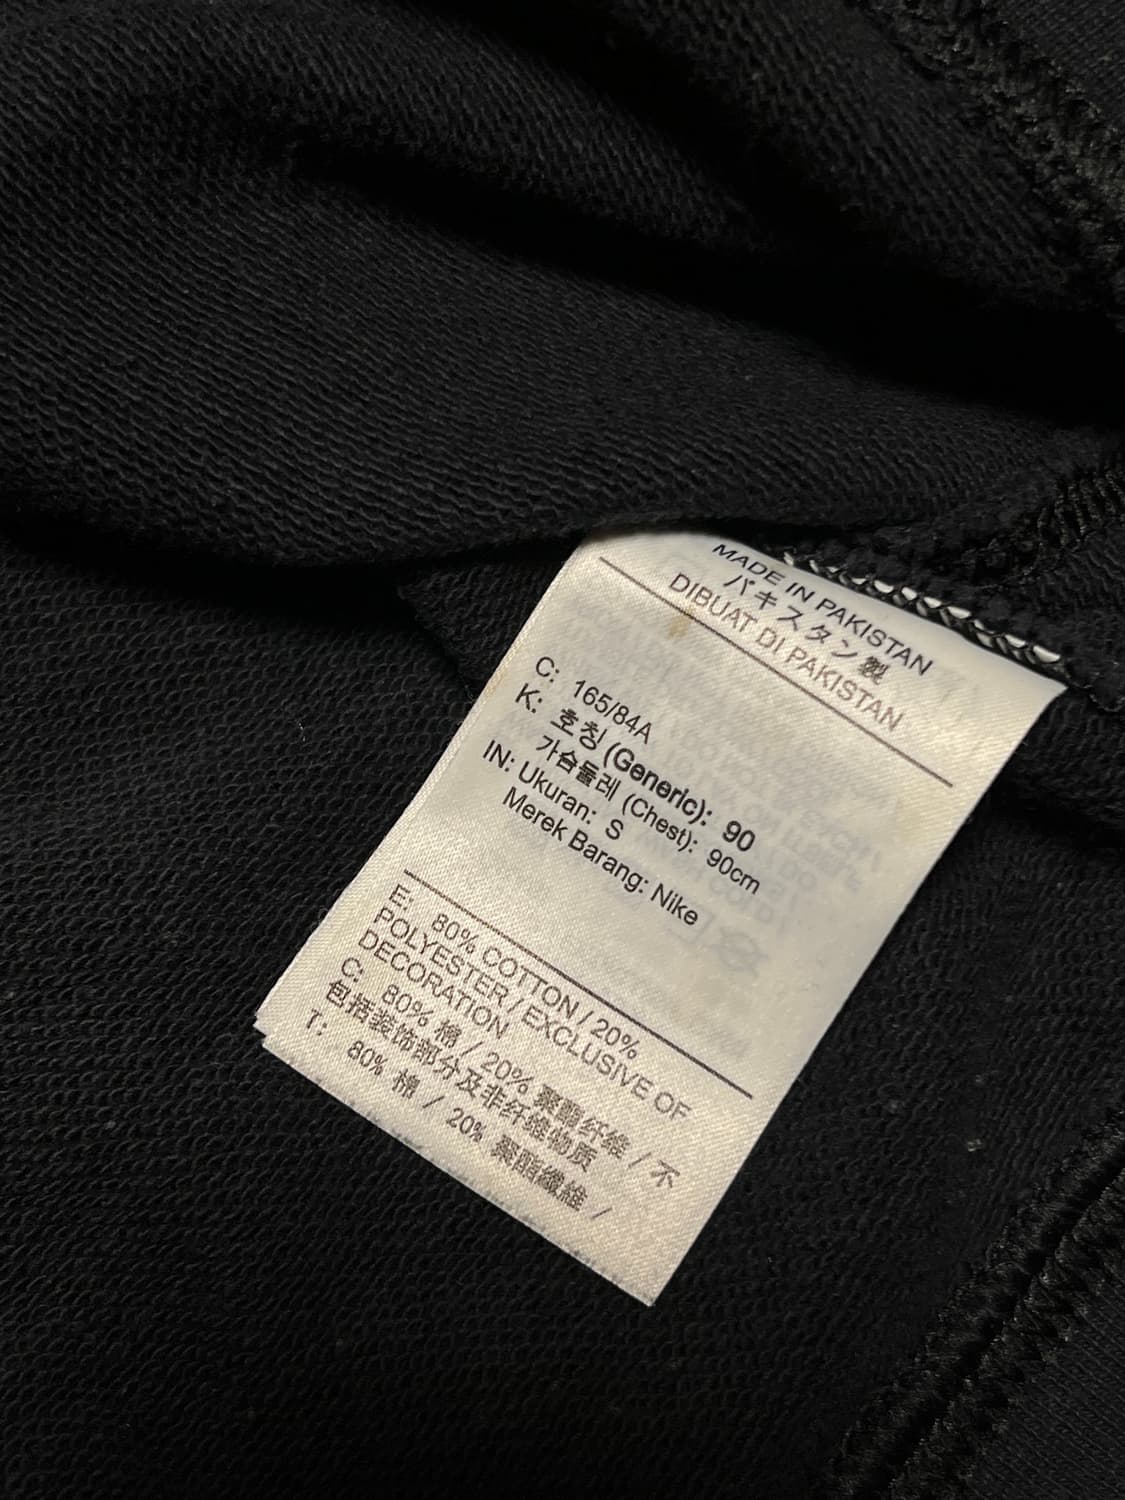 MADE IN PAKISTAN
パキスタン製
DIBUAT DI PAKISTAN
C: 165/84A
K: 호칭 (Generic): 90
가슴둘레 (Chest): 90cm
IN: Ukuran: S
Merek Barang: Nike
E: 80% COTTON / 20%
POLYESTER / EXCLUSIVE OF
DECORATION
C: 80% 棉 / 20% 聚酯纤维 / 不
包括装饰部分及非纤维物质
T: 80% 棉 / 20% 聚酯纖維 /